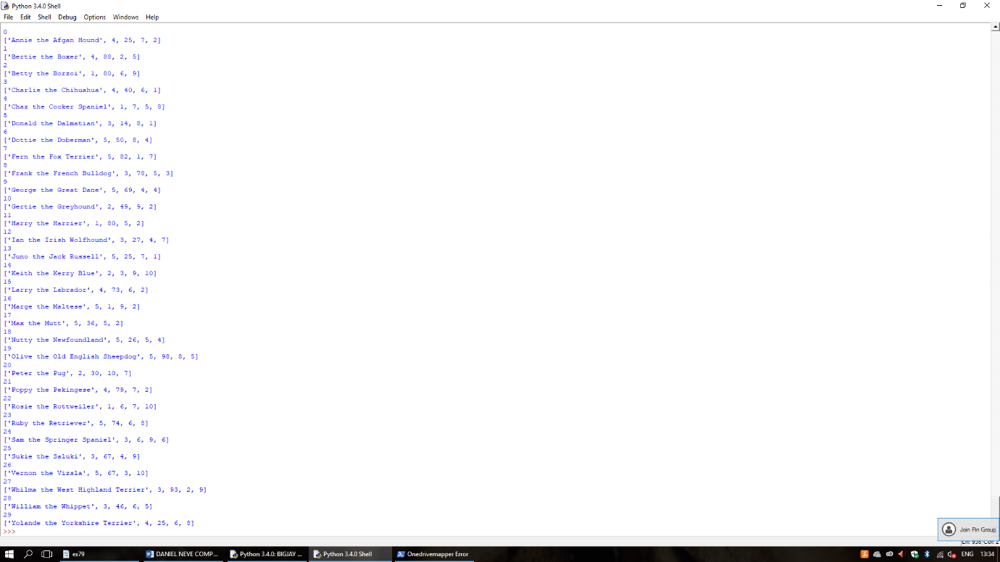 Python 3.4.0 Shell
File Edit Shell Debug Options Windows Help
0
['Annie the Afgan Hound', 4, 25, 7, 2]
1
['Bertie the Boxer', 4, 88, 2, 5]
2
['Betty the Borzoi', 1, 80, 6, 9]
3
['Charlie the Chihuahua', 4, 40, 6, 1]
4
['Chaz the Cocker Spaniel', 1, 7, 5, 8]
5
['Donald the Dalmatian', 3, 14, 8, 1]
6
['Dottie the Doberman', 5, 50, 8, 4]
7
['Fern the Fox Terrier', 5, 82, 1, 7]
8
['Frank the French Bulldog', 3, 78, 5, 3]
9
['George the Great Dane', 5, 69, 4, 4]
10
['Gertie the Greyhound', 2, 49, 9, 2]
11
['Harry the Harrier', 1, 80, 5, 2]
12
['Ian the Irish Wolfhound', 3, 27, 4, 7]
13
['Juno the Jack Russell', 5, 25, 7, 1]
14
['Keith the Kerry Blue', 2, 3, 9, 10]
15
['Larry the Labrador', 4, 73, 6, 2]
16
['Marge the Maltese', 5, 1, 9, 2]
17
['Max the Mutt', 5, 36, 5, 2]
18
['Nutty the Newfoundland', 5, 26, 5, 4]
19
['Olive the Old English Sheepdog', 5, 98, 8, 5]
20
['Peter the Pug', 2, 30, 10, 7]
21
['Poppy the Pekingese', 4, 79, 7, 2]
22
['Rosie the Rottweiler', 1, 6, 7, 10]
23
['Ruby the Retriever', 5, 74, 6, 8]
24
['Sam the Springer Spaniel', 3, 6, 9, 6]
25
['Sukie the Saluki', 3, 67, 4, 9]
26
['Vernon the Vizsla', 5, 67, 3, 10]
27
['Whilma the West Highland Terrier', 3, 93, 2, 9]
28
['William the Whippet', 3, 46, 6, 5]
29
['Yolande the Yorkshire Terrier', 4, 25, 6, 8]
>>>
Join Pin Group
ex79 DANIEL NEVE COMP... Python 3.4.0: BIGJAY ... Python 3.4.0 Shell Onedrivemapper Error ENG 13:34